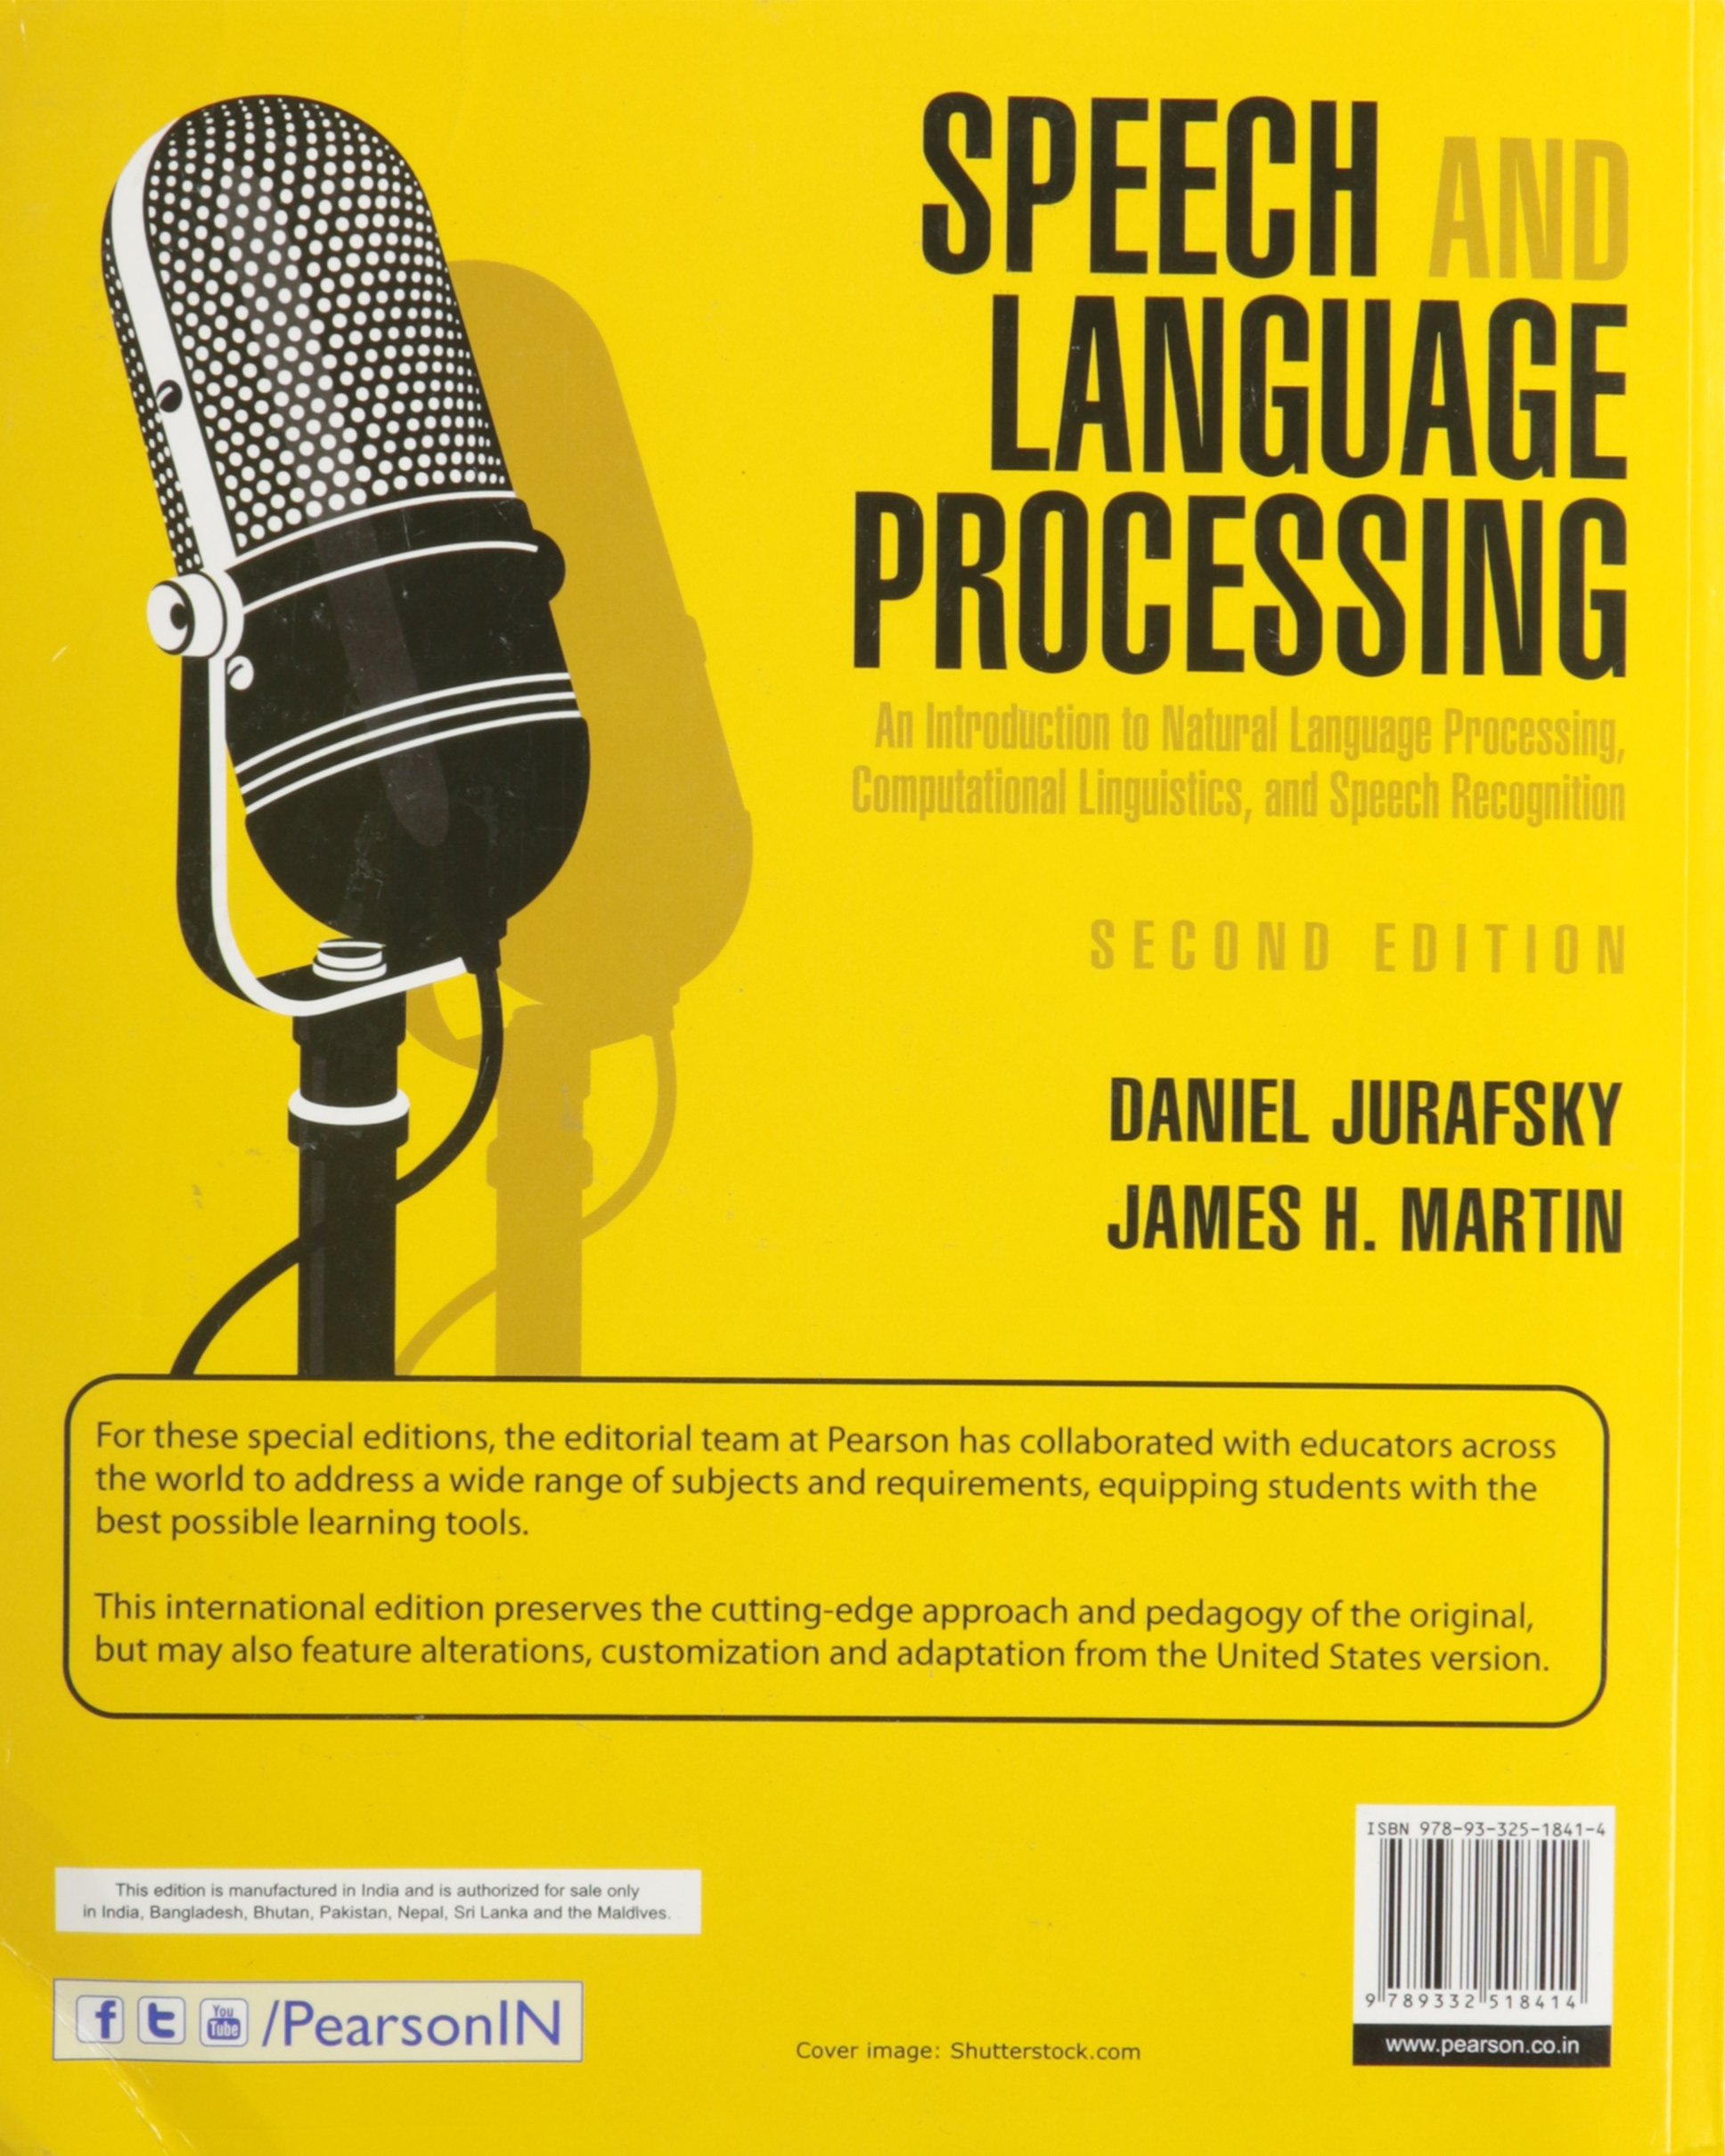 SPEECH AND
LANGUAGE
PROCESSING
An Introduction to Natural Language Processing,
Computational Linguistics, and Speech Recognition
SECOND EDITION
DANIEL JURAFSKY
JAMES H. MARTIN
For these special editions, the editorial team at Pearson has collaborated with educators across
the world to address a wide range of subjects and requirements, equipping students with the
best possible learning tools.
This international edition preserves the cutting-edge approach and pedagogy of the original,
but may also feature alterations, customization and adaptation from the United States version.
This edition is manufactured in India and is authorized for sale only
in India, Bangladesh, Bhutan, Pakistan, Nepal, Sri Lanka and the Maldives.
f t You Tube /PearsonIN
Cover image: Shutterstock.com
ISBN 978-93-325-1841-4
9 789332 518414
www.pearson.co.in